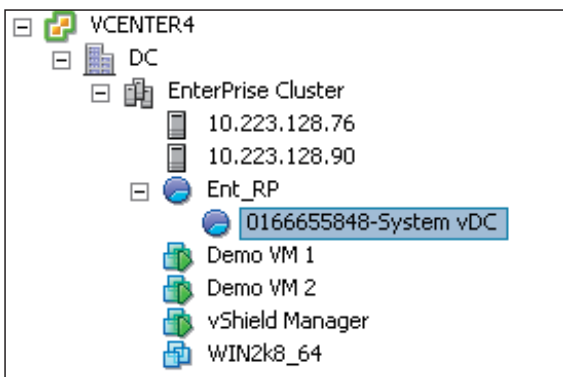 VCENTER4
DC
EnterPrise Cluster
10.223.128.76
10.223.128.90
Ent_RP
0166655848-System vDC
Demo VM 1
Demo VM 2
vShield Manager
WIN2k8_64